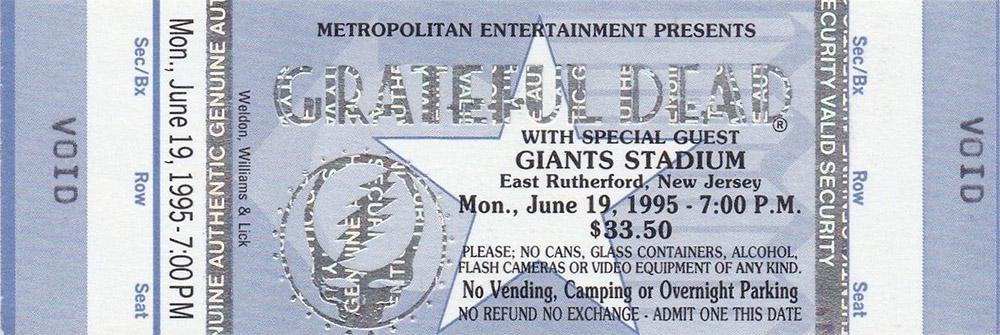 VOID
Sec/Bx Row Seat
Mon., June 19, 1995 - 7:00 PM
NUINE AUTHENTIC GENUINE AUT
Weldon, Williams & Lick
METROPOLITAN ENTERTAINMENT PRESENTS
GRATEFUL DEAD®
WITH SPECIAL GUEST
GIANTS STADIUM
East Rutherford, New Jersey
Mon., June 19, 1995 - 7:00 P.M.
$33.50
PLEASE; NO CANS, GLASS CONTAINERS, ALCOHOL,
FLASH CAMERAS OR VIDEO EQUIPMENT OF ANY KIND.
No Vending, Camping or Overnight Parking
NO REFUND NO EXCHANGE - ADMIT ONE THIS DATE
GENUINE
ECURITY VALID SECURITY
Sec/Bx Row Seat
VOID